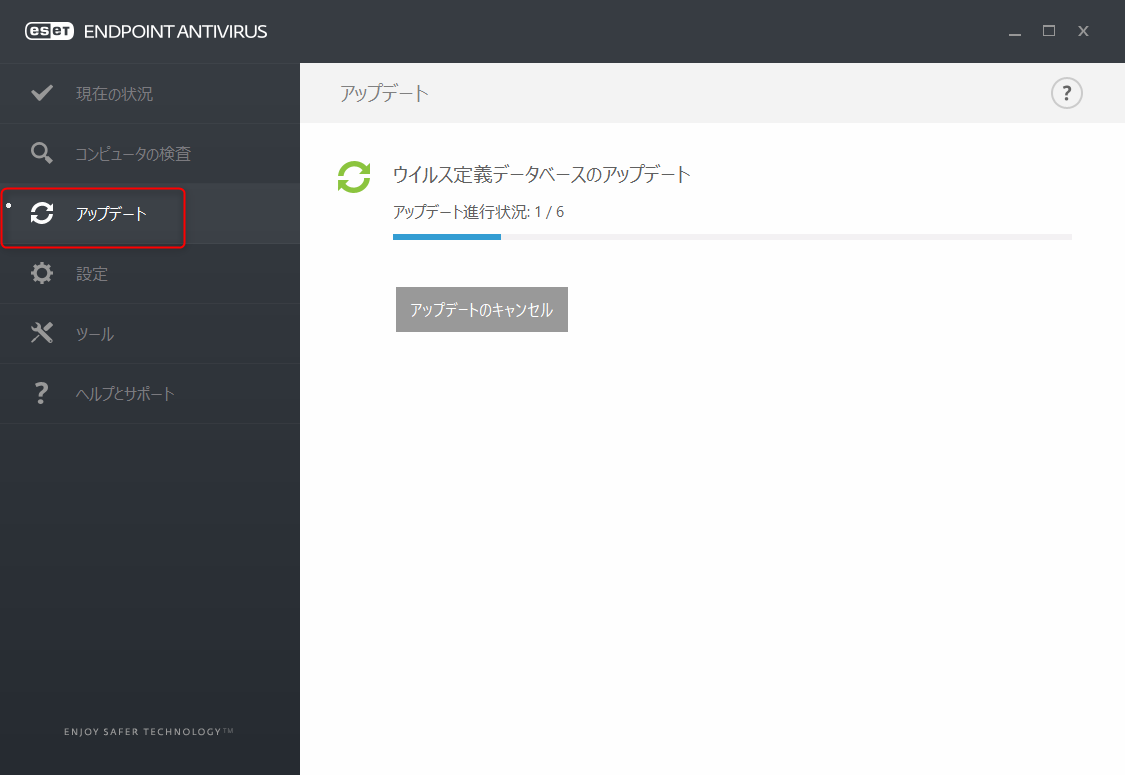 eset ENDPOINT ANTIVIRUS
現在の状況
コンピュータの検査
アップデート
設定
ツール
ヘルプとサポート
ENJOY SAFER TECHNOLOGY™
アップデート
?
ウイルス定義データベースのアップデート
アップデート進行状況: 1 / 6
アップデートのキャンセル